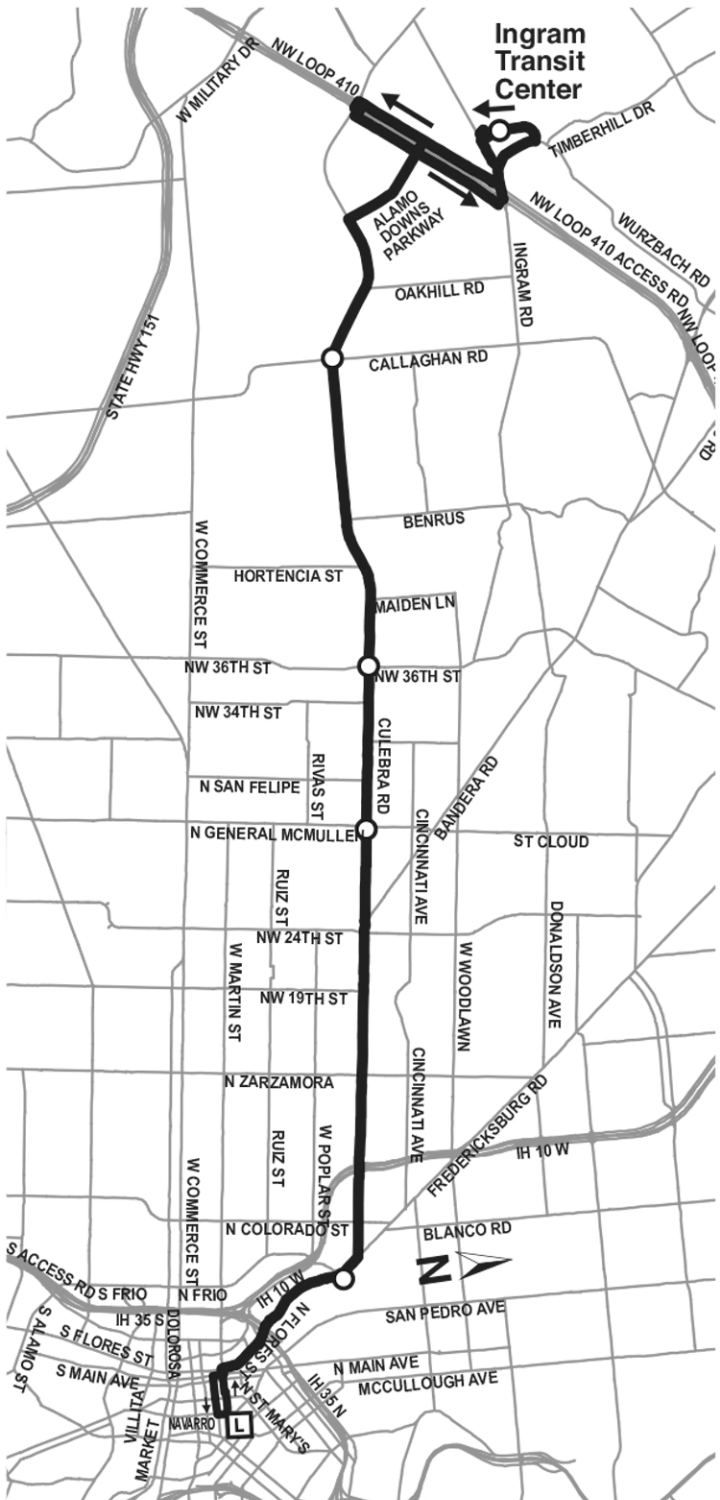 Ingram
Transit
Center
NW LOOP 410
W MILITARY DR
TIMBERHILL DR
ALAMO
DOWNS
PARKWAY
NW LOOP 410 ACCESS RD
WURZBACH RD
NW LOOP
RD
OAKHILL RD
INGRAM RD
STATE HWY 151
CALLAGHAN RD
BENRUS
W COMMERCE ST
HORTENCIA ST
MAIDEN LN
NW 36TH ST
NW 36TH ST
NW 34TH ST
CULEBRA RD
RIVAS ST
N SAN FELIPE
BANDERA RD
CINCINNATI AVE
N GENERAL MCMULLEN
ST CLOUD
RUIZ ST
NW 24TH ST
DONALDSON AVE
W MARTIN ST
W WOODLAWN
NW 19TH ST
CINCINNATI AVE
N ZARZAMORA
FREDERICKSBURG RD
IH 10 W
RUIZ ST
W POPLAR ST
W COMMERCE ST
N COLORADO ST
BLANCO RD
N
S ACCESS RD
S FRIO
N FRIO
IH 10 W
SAN PEDRO AVE
IH 35 S
DOLOROSA
N FLORES ST
S ALAMO ST
S FLORES ST
S MAIN AVE
N MAIN AVE
MCCULLOUGH AVE
IH 35 N
N ST MARY'S
VILLITA
MARKET
NAVARRO
L